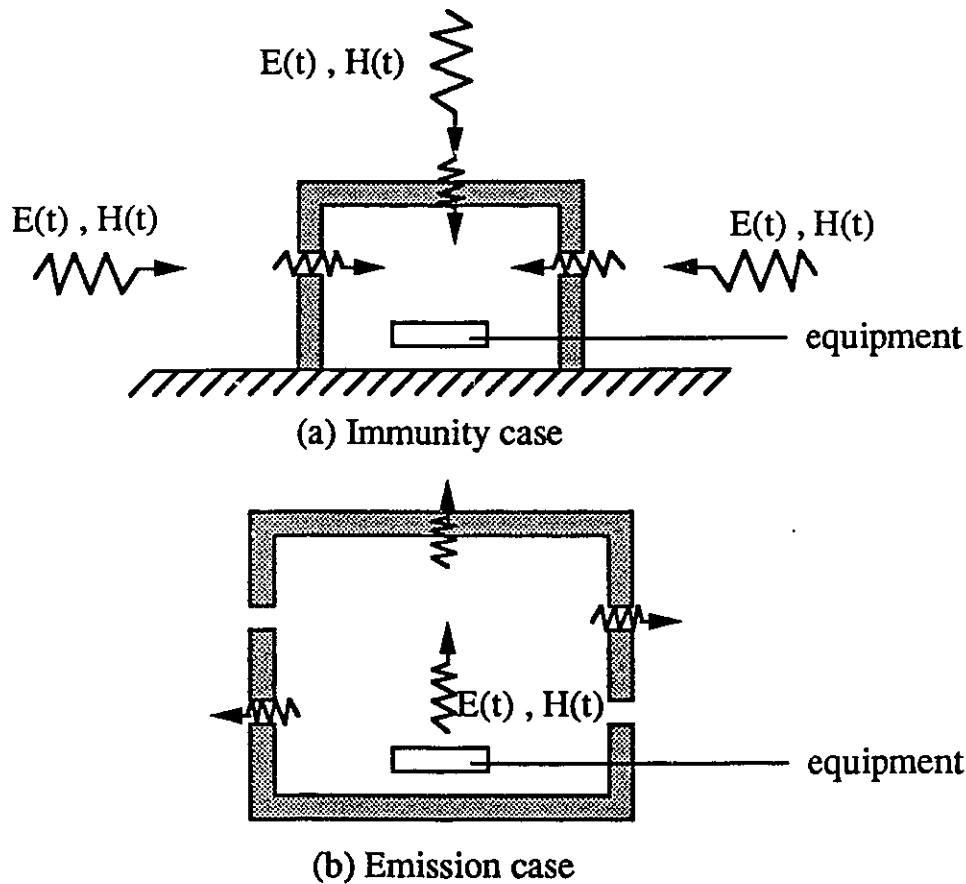 E(t) , H(t)
E(t) , H(t)
E(t) , H(t)
equipment
(a) Immunity case
E(t) , H(t)
equipment
(b) Emission case